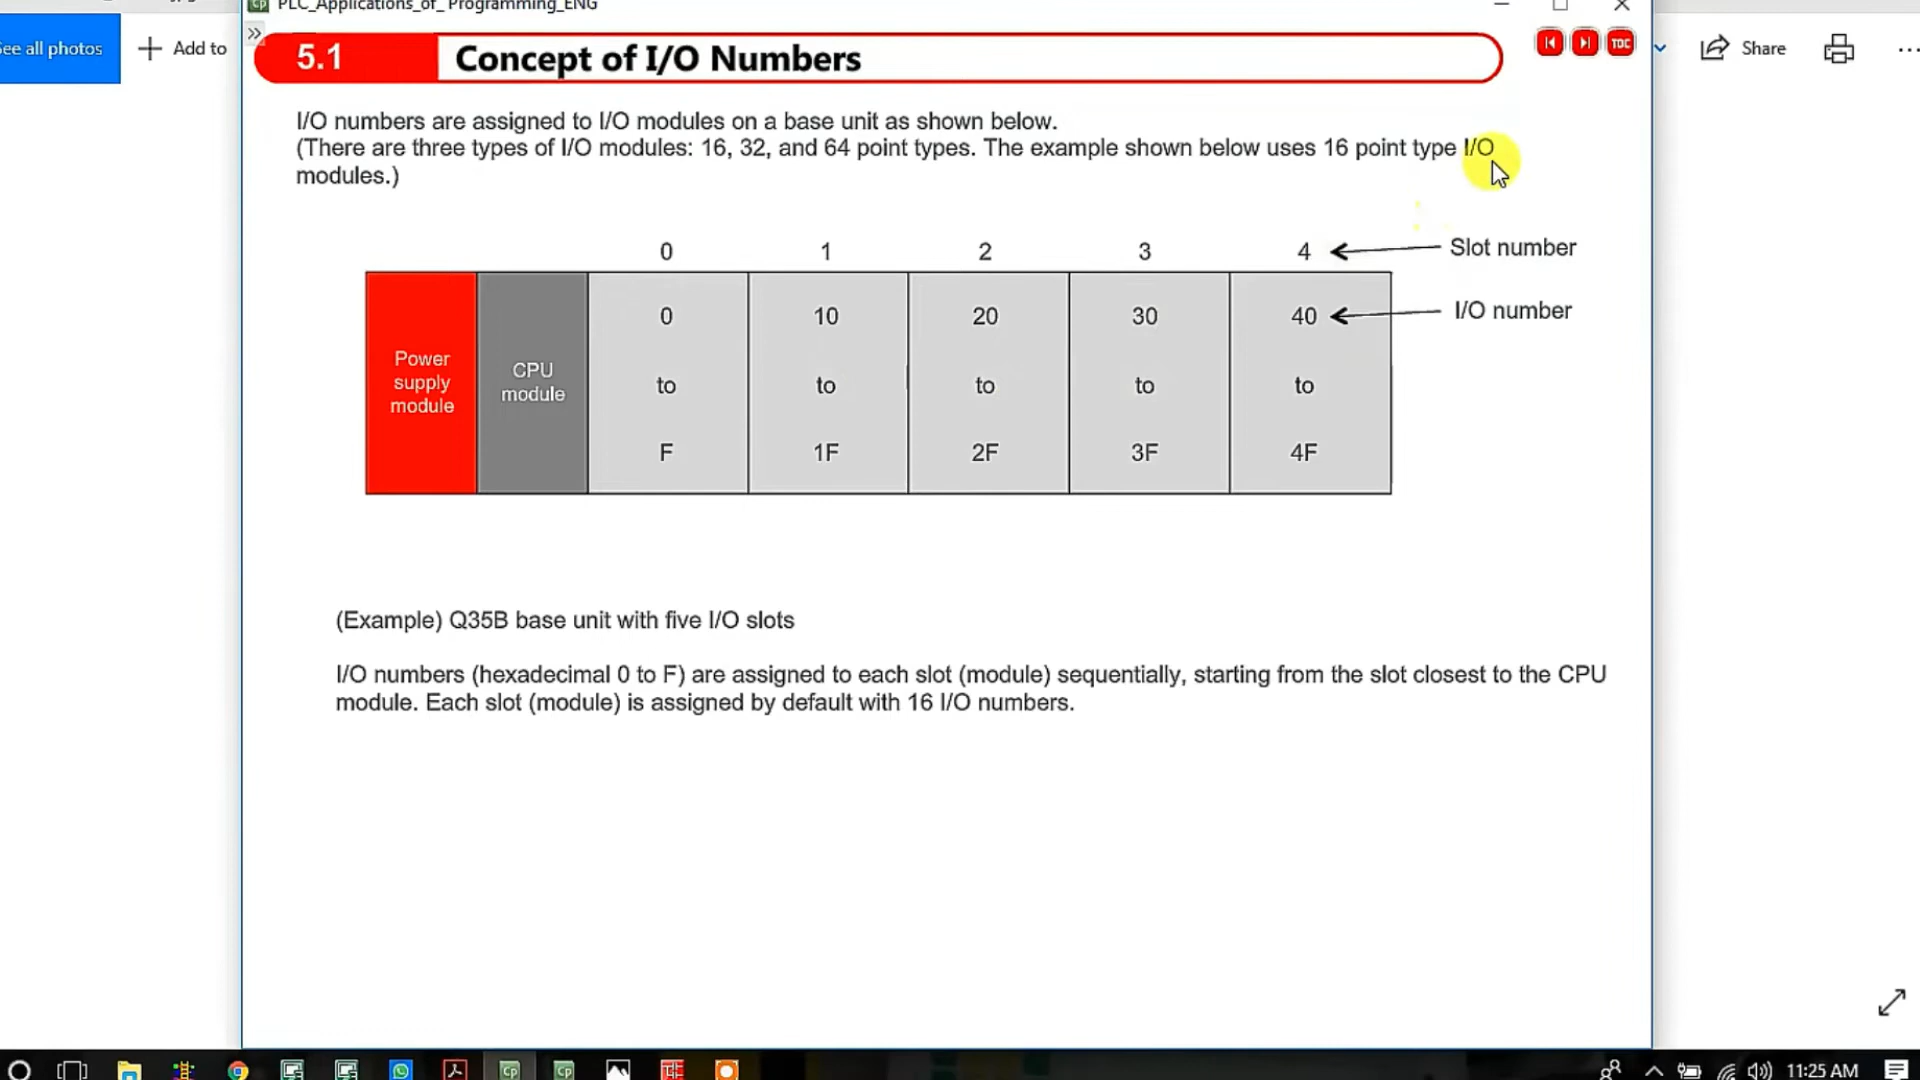 PLC_Applications_of_ Programming_ENG
See all photos
Add to
Share
5.1 Concept of I/O Numbers
TOC
I/O numbers are assigned to I/O modules on a base unit as shown below.
(There are three types of I/O modules: 16, 32, and 64 point types. The example shown below uses 16 point type I/O
modules.)
0 1 2 3 4 Slot number
0 10 20 30 40 I/O number
Power
supply
module
CPU
module
to to to to to
F 1F 2F 3F 4F
(Example) Q35B base unit with five I/O slots
I/O numbers (hexadecimal 0 to F) are assigned to each slot (module) sequentially, starting from the slot closest to the CPU
module. Each slot (module) is assigned by default with 16 I/O numbers.
Cp Cp
11:25 AM